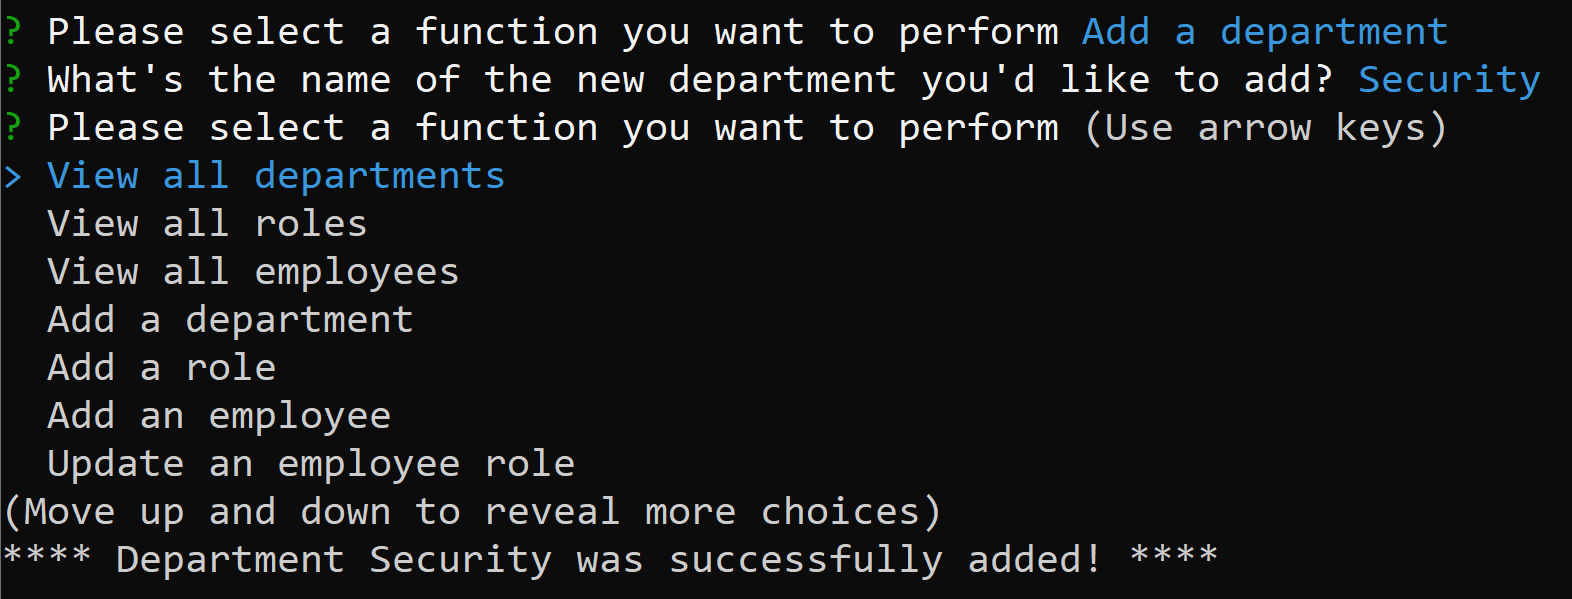 ? Please select a function you want to perform Add a department
? What's the name of the new department you'd like to add? Security
? Please select a function you want to perform (Use arrow keys)
> View all departments
  View all roles
  View all employees
  Add a department
  Add a role
  Add an employee
  Update an employee role
(Move up and down to reveal more choices)
**** Department Security was successfully added! ****